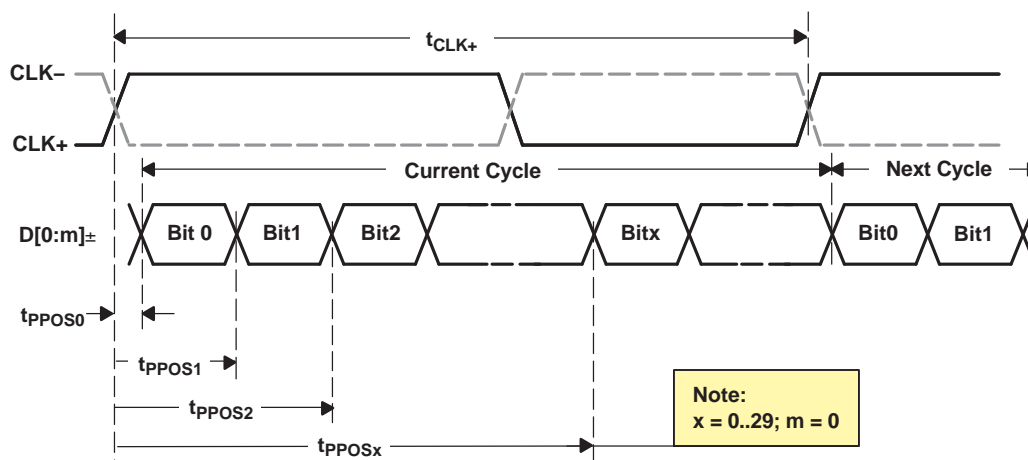 tCLK+
CLK–
CLK+
Current Cycle
Next Cycle
D[0:m]±
Bit 0
Bit1
Bit2
Bitx
Bit0
Bit1
tPPOS0
tPPOS1
tPPOS2
tPPOSx
Note:
x = 0..29; m = 0